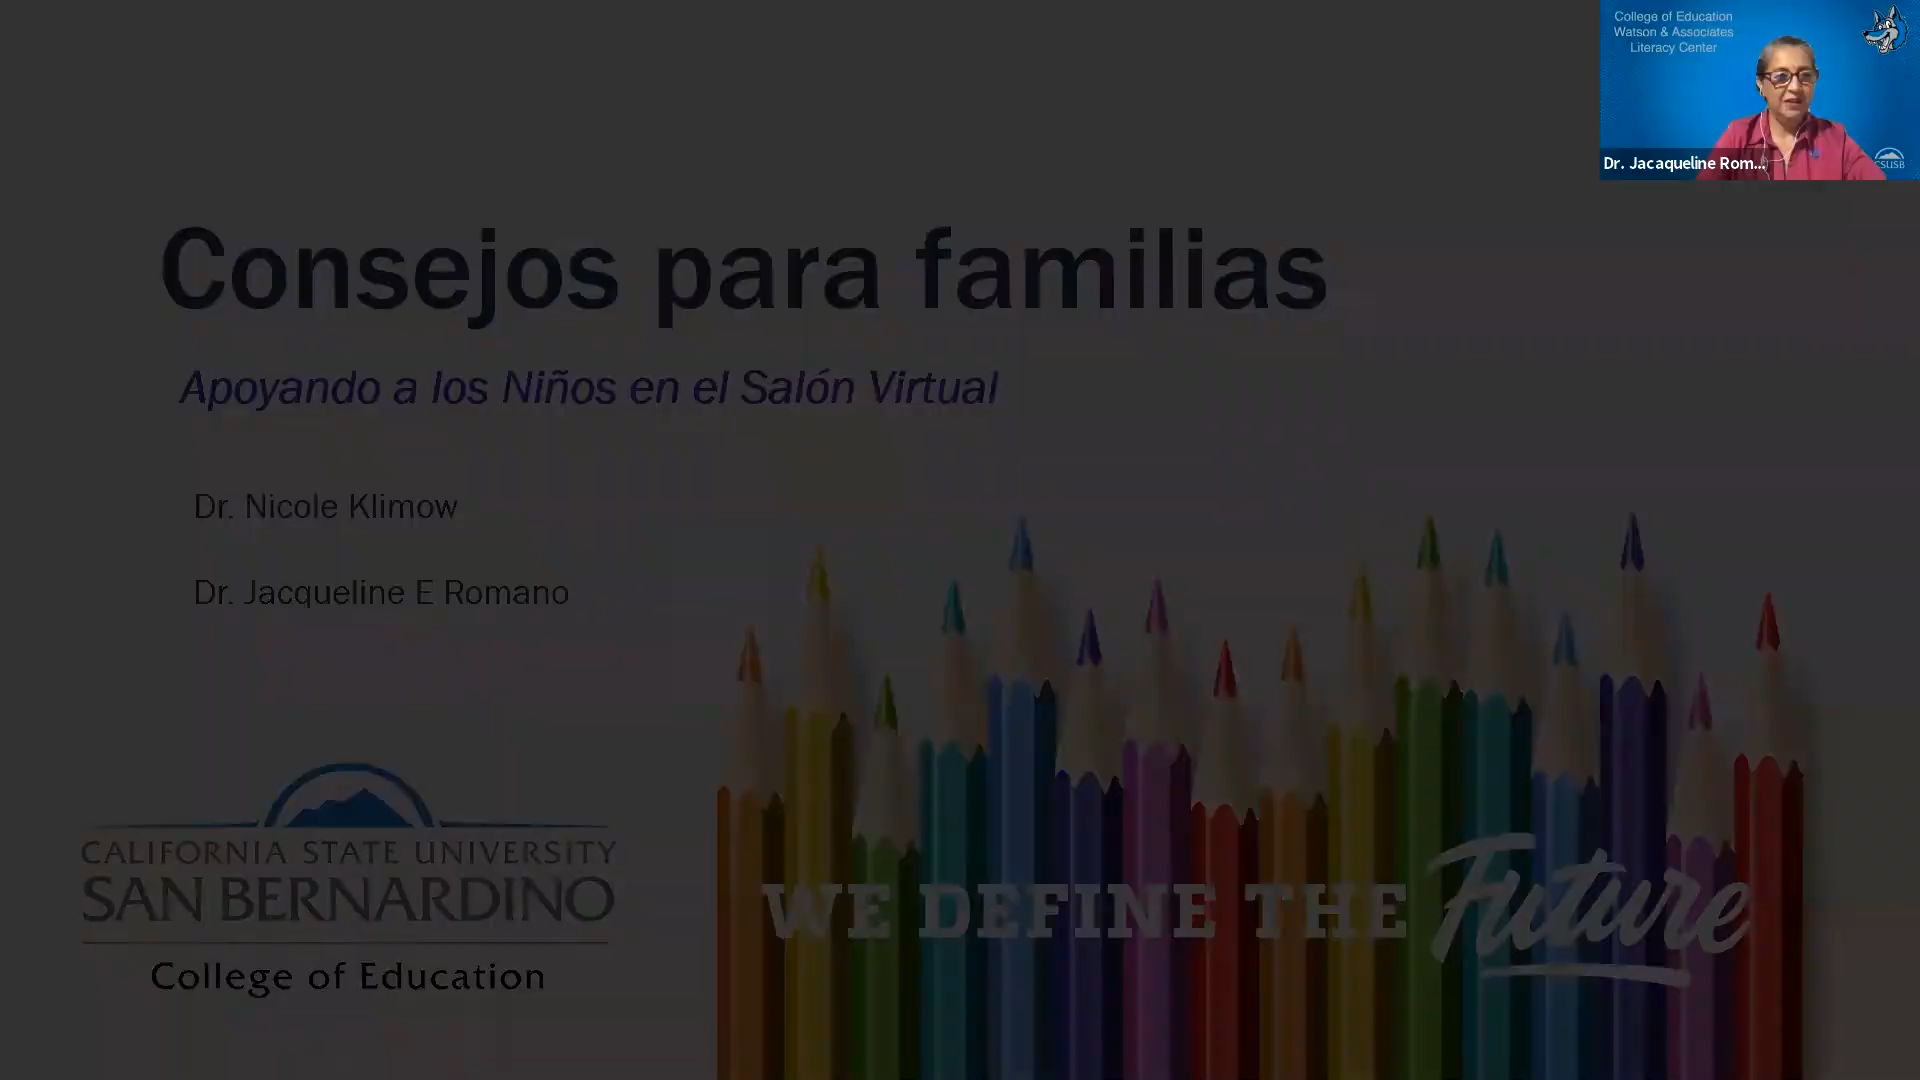 College of Education
Watson & Associates
Literacy Center
Dr. Jacaqueline Rom...
CSUSB
Consejos para familias
Apoyando a los Niños en el Salón Virtual
Dr. Nicole Klimow
Dr. Jacqueline E Romano
CALIFORNIA STATE UNIVERSITY
SAN BERNARDINO
College of Education
WE DEFINE THE Future